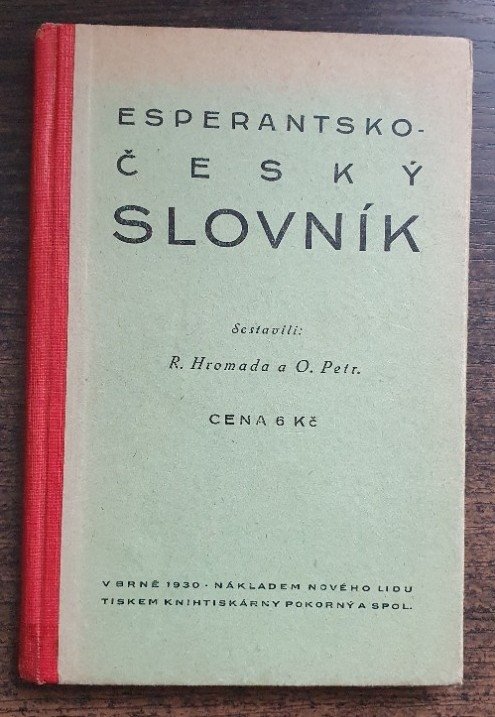 ESPERANTSKO-
ČESKÝ
SLOVNÍK
Sestavili:
R. Hromada a O. Petr.
CENA 6 Kč
V BRNĚ 1930 · NÁKLADEM NOVÉHO LIDU
TISKEM KNIHTISKÁRNY POKORNÝ A SPOL.